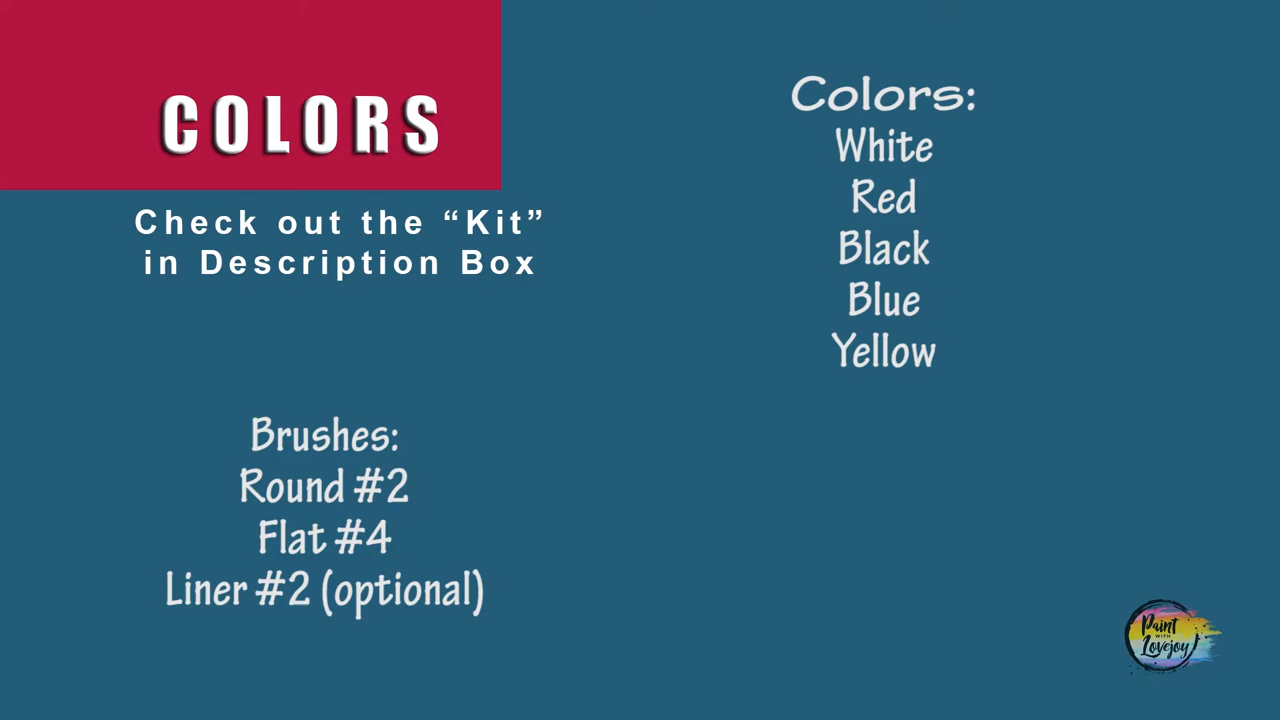 COLORS
Check out the “Kit”
in Description Box
Colors:
White
Red
Black
Blue
Yellow
Brushes:
Round #2
Flat #4
Liner #2 (optional)
Paint
WITH
Lovejoy